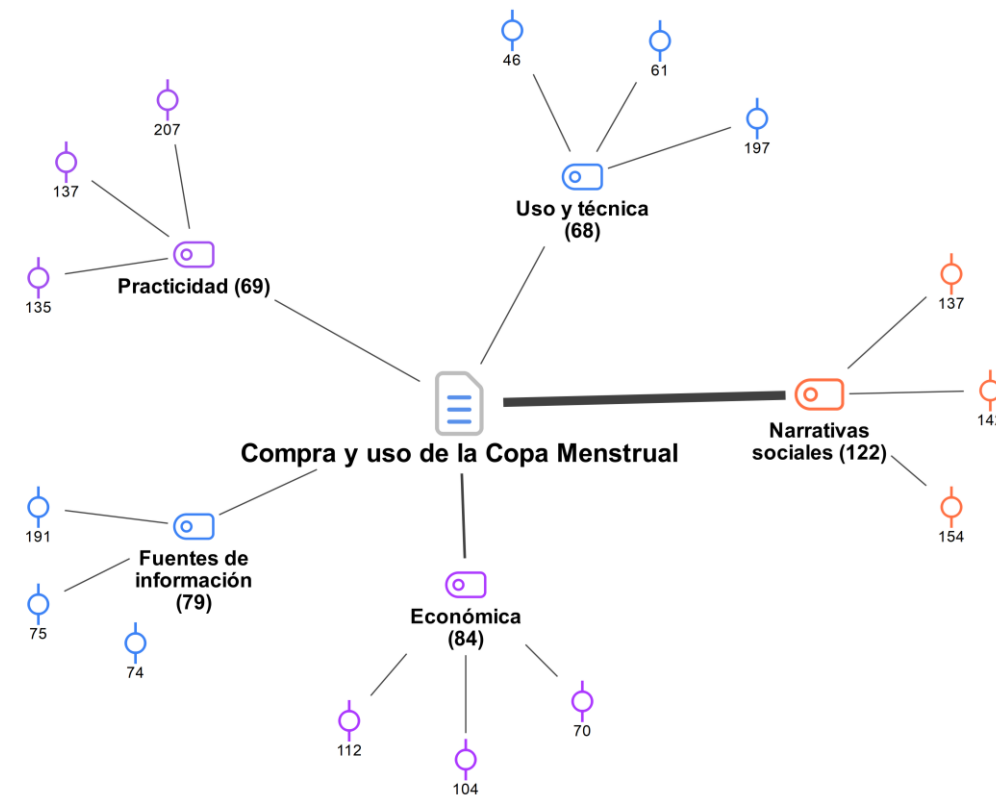 46
61
197
207
137
135
Uso y técnica
(68)
Practicidad (69)
137
Narrativas
sociales (122)
154
Compra y uso de la Copa Menstrual
191
Fuentes de
información
(79)
75
74
Económica
(84)
112
104
70